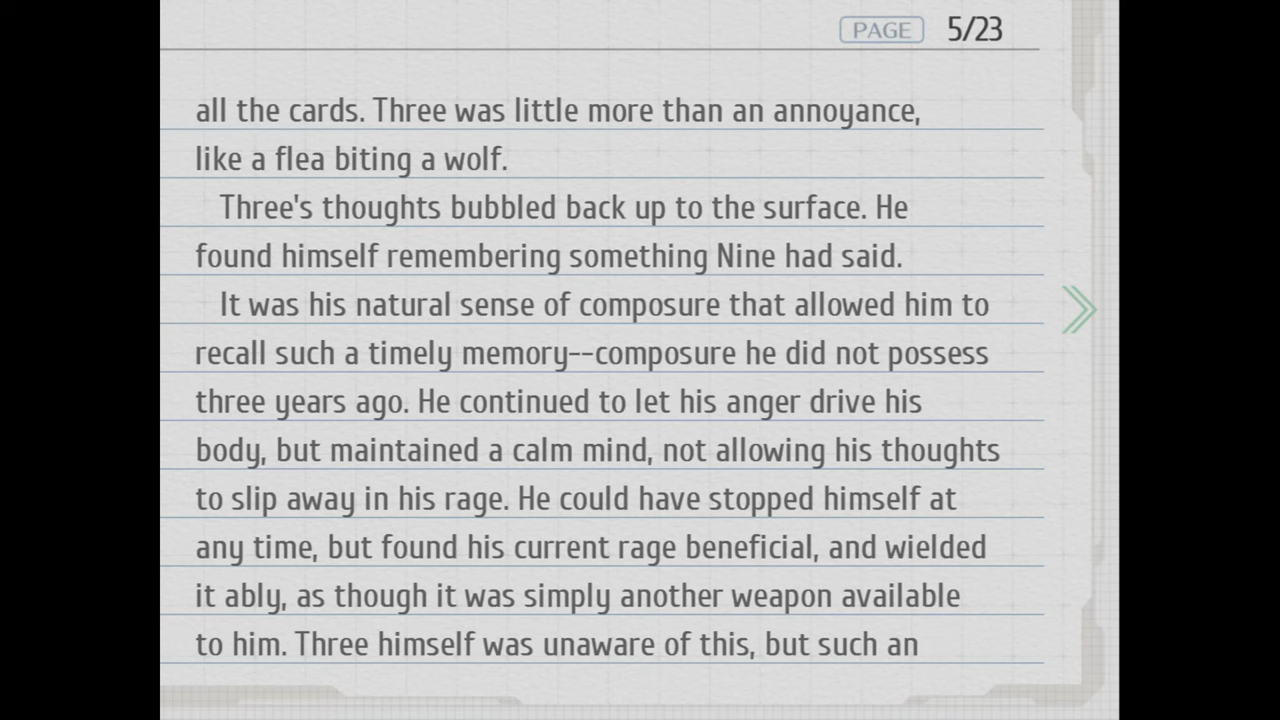 PAGE 5/23
all the cards. Three was little more than an annoyance,
like a flea biting a wolf.
Three's thoughts bubbled back up to the surface. He
found himself remembering something Nine had said.
It was his natural sense of composure that allowed him to
recall such a timely memory--composure he did not possess
three years ago. He continued to let his anger drive his
body, but maintained a calm mind, not allowing his thoughts
to slip away in his rage. He could have stopped himself at
any time, but found his current rage beneficial, and wielded
it ably, as though it was simply another weapon available
to him. Three himself was unaware of this, but such an